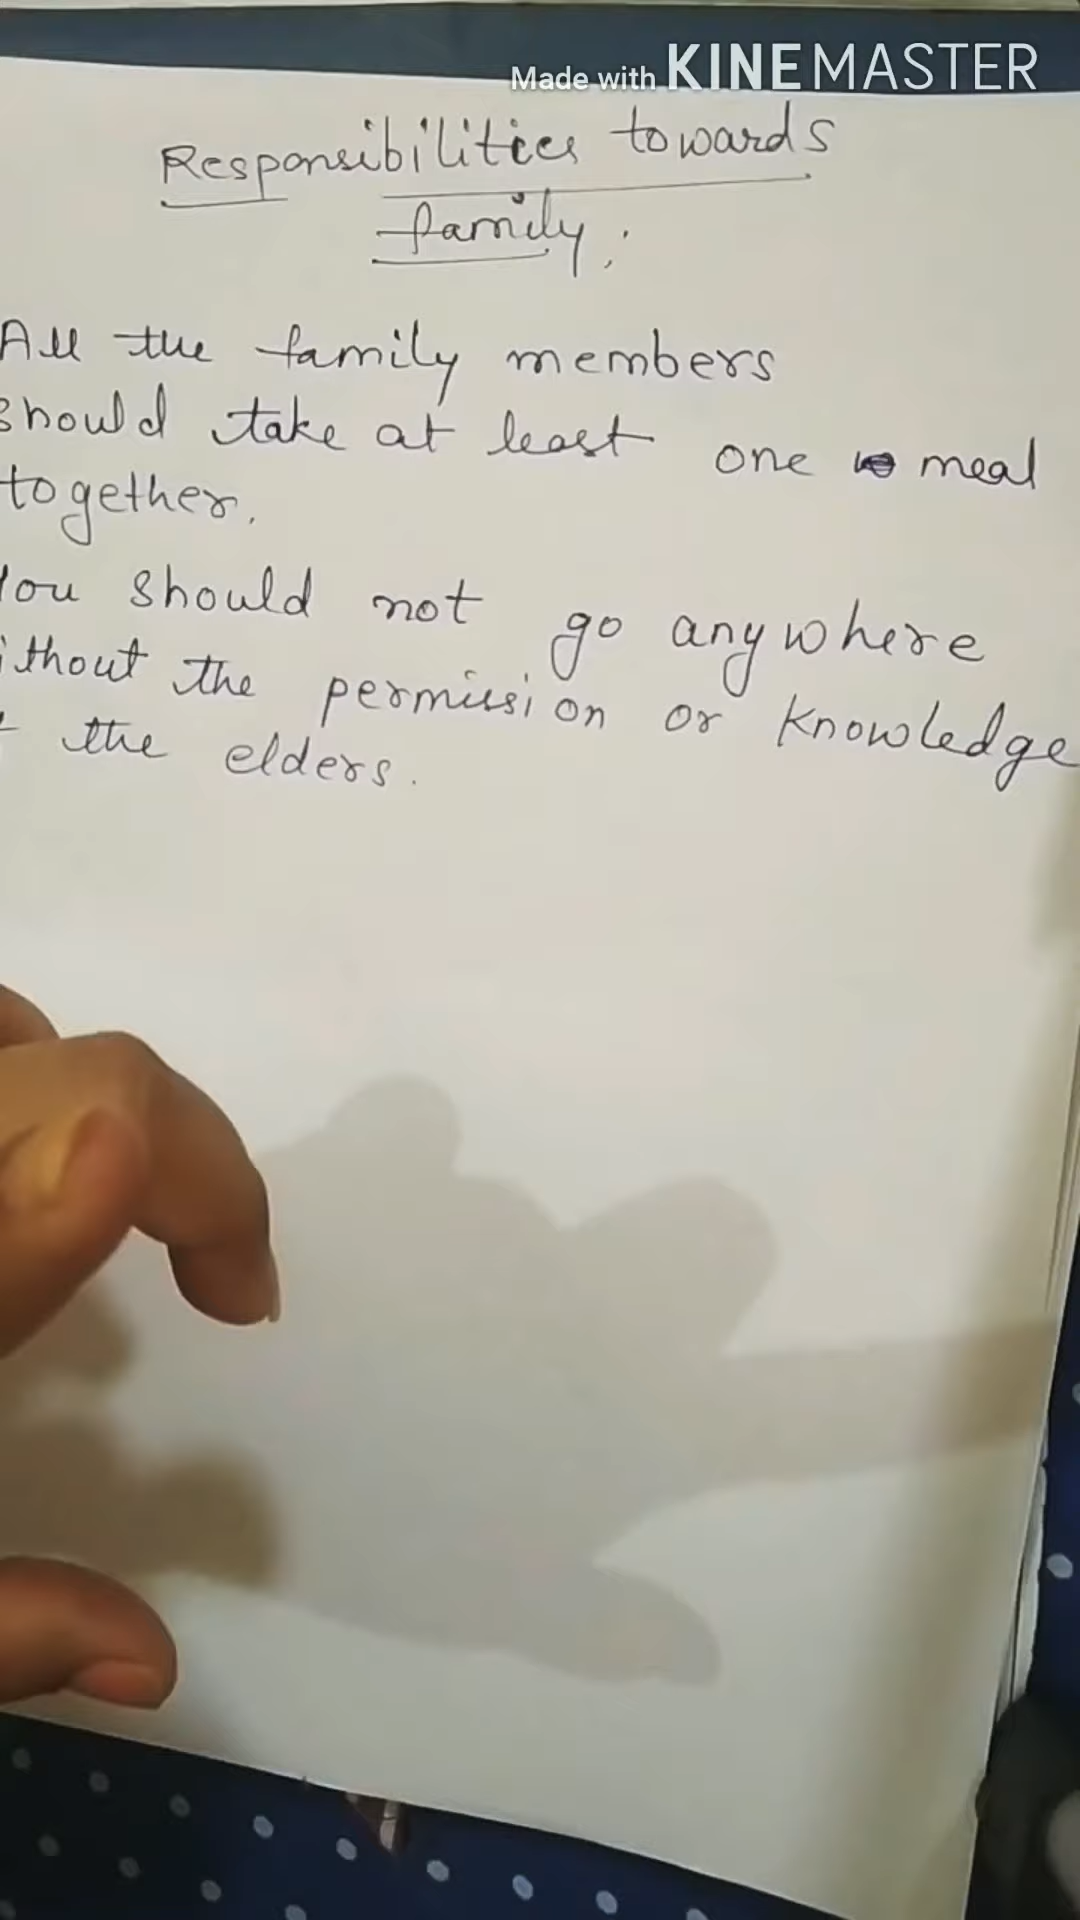 Made with KINEMASTER
Responsibilities towards
family:
All the family members
should take at least one meal
together.
You should not go anywhere
ithout the permission or knowledge
the elders.